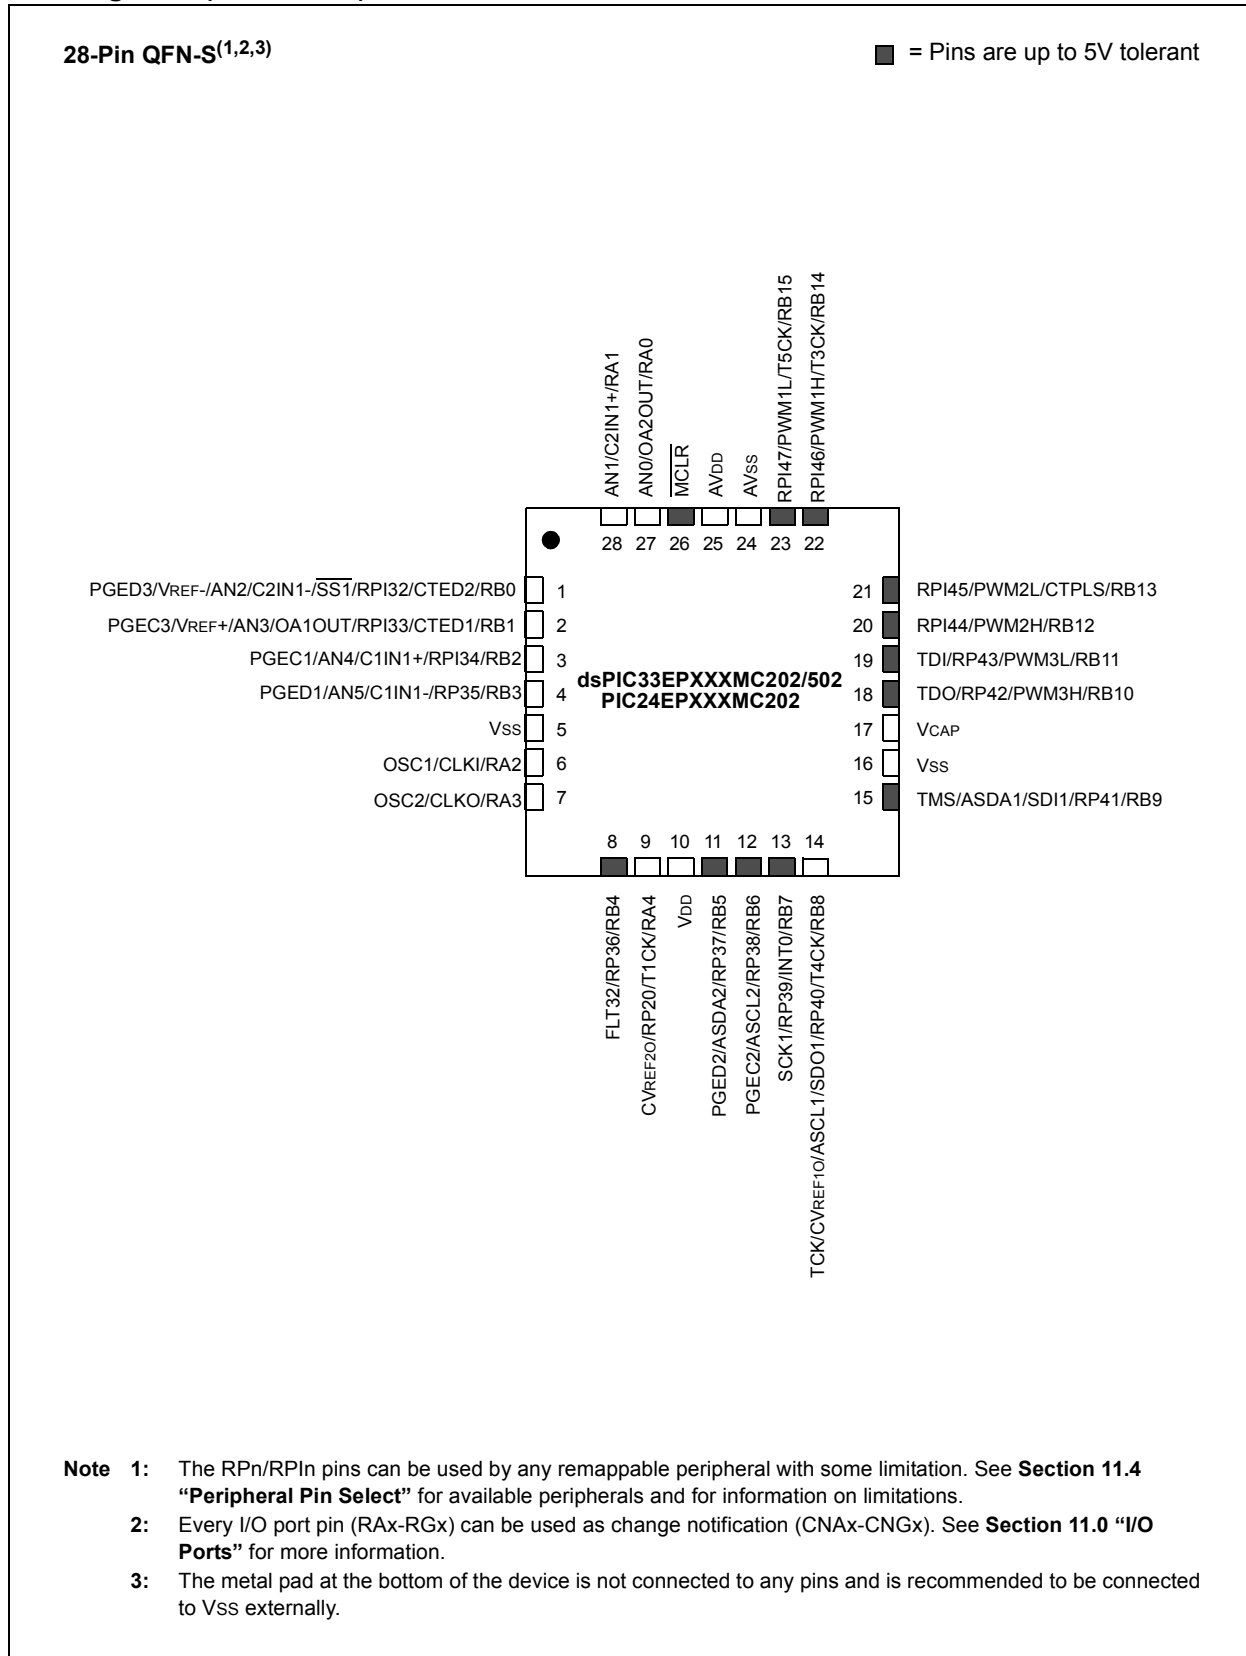 28-Pin QFN-S(1,2,3)
= Pins are up to 5V tolerant
AN1/C2IN1+/RA1
AN0/OA2OUT/RA0
MCLR
AVDD
AVSS
RPI47/PWM1L/T5CK/RB15
RPI46/PWM1H/T3CK/RB14
28 27 26 25 24 23 22
PGED3/VREF-/AN2/C2IN1-/SS1/RPI32/CTED2/RB0 1
PGEC3/VREF+/AN3/OA1OUT/RPI33/CTED1/RB1 2
PGEC1/AN4/C1IN1+/RPI34/RB2 3
PGED1/AN5/C1IN1-/RP35/RB3 4
VSS 5
OSC1/CLKI/RA2 6
OSC2/CLKO/RA3 7
dsPIC33EPXXXMC202/502
PIC24EPXXXMC202
21 RPI45/PWM2L/CTPLS/RB13
20 RPI44/PWM2H/RB12
19 TDI/RP43/PWM3L/RB11
18 TDO/RP42/PWM3H/RB10
17 VCAP
16 VSS
15 TMS/ASDA1/SDI1/RP41/RB9
8 9 10 11 12 13 14
FLT32/RP36/RB4
CVREF2O/RP20/T1CK/RA4
VDD
PGED2/ASDA2/RP37/RB5
PGEC2/ASCL2/RP38/RB6
SCK1/RP39/INT0/RB7
TCK/CVREF1O/ASCL1/SDO1/RP40/T4CK/RB8
Note 1: The RPn/RPIn pins can be used by any remappable peripheral with some limitation. See Section 11.4
“Peripheral Pin Select” for available peripherals and for information on limitations.
2: Every I/O port pin (RAx-RGx) can be used as change notification (CNAx-CNGx). See Section 11.0 “I/O
Ports” for more information.
3: The metal pad at the bottom of the device is not connected to any pins and is recommended to be connected
to VSS externally.